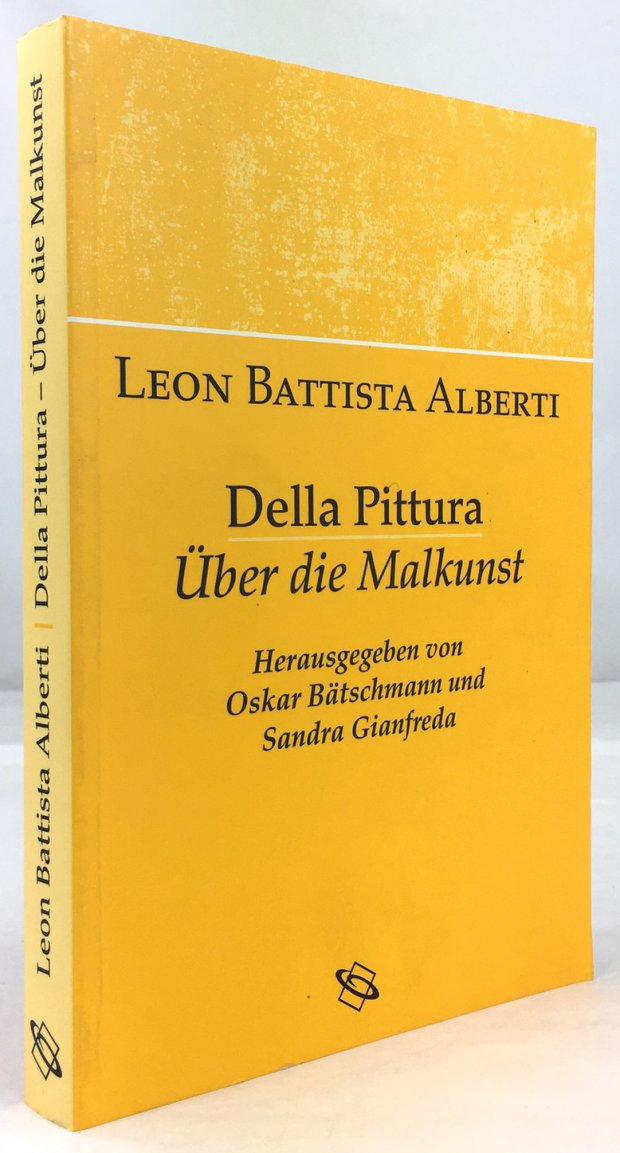 Leon Battista Alberti | Della Pittura – Über die Malkunst
LEON BATTISTA ALBERTI
Della Pittura
Über die Malkunst
Herausgegeben von
Oskar Bätschmann und
Sandra Gianfreda